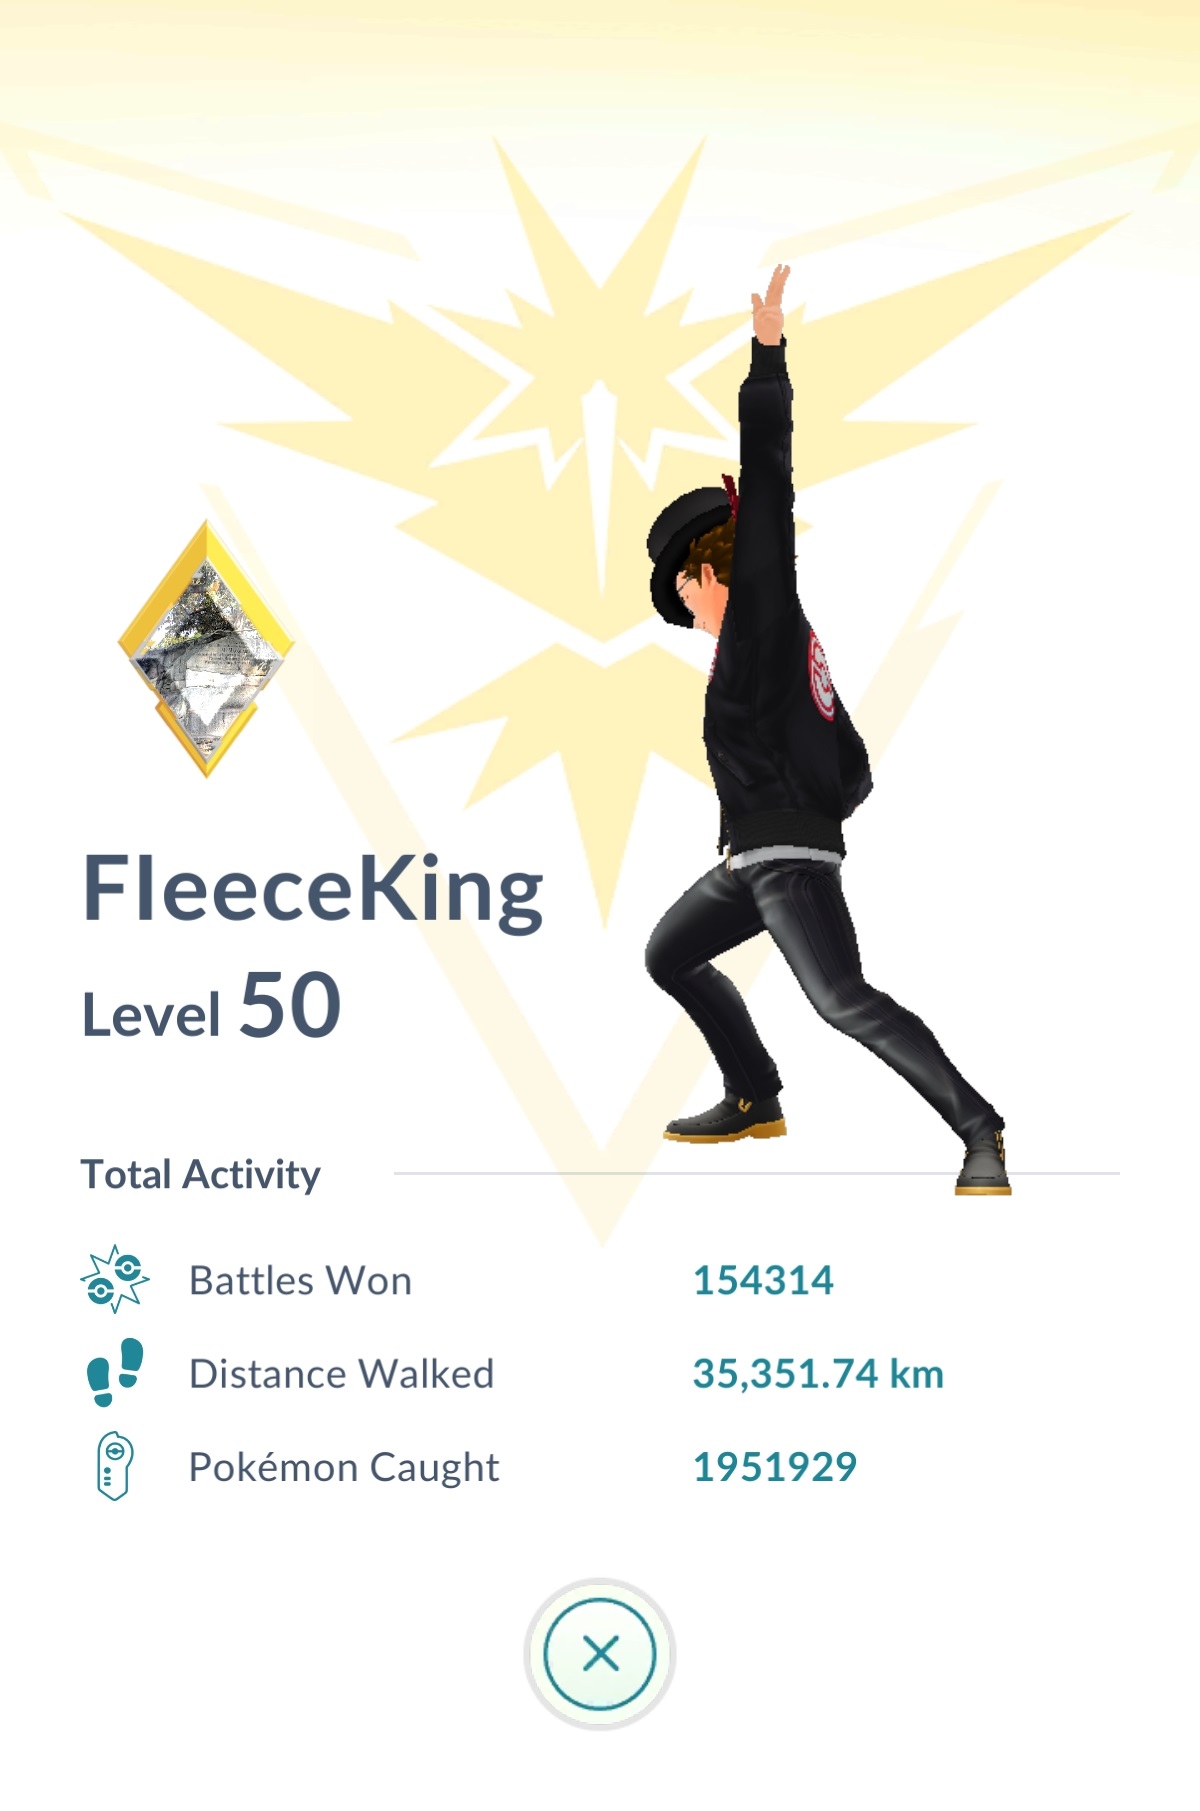 FleeceKing
Level 50
Total Activity
Battles Won 154314
Distance Walked 35,351.74 km
Pokémon Caught 1951929